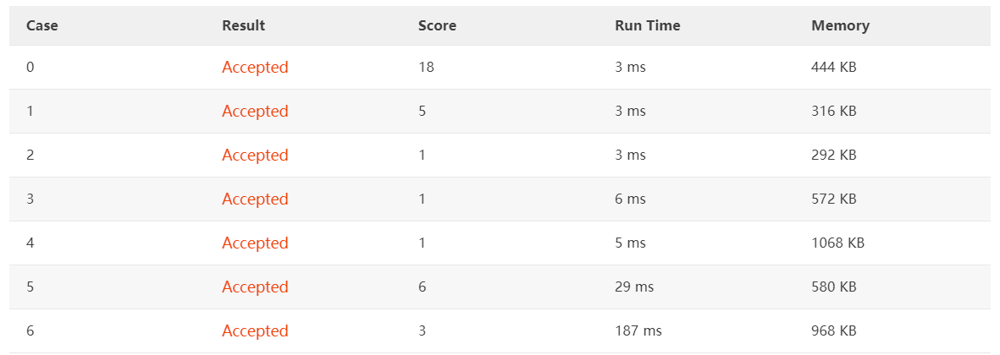 Case Result Score Run Time Memory
0 Accepted 18 3 ms 444 KB
1 Accepted 5 3 ms 316 KB
2 Accepted 1 3 ms 292 KB
3 Accepted 1 6 ms 572 KB
4 Accepted 1 5 ms 1068 KB
5 Accepted 6 29 ms 580 KB
6 Accepted 3 187 ms 968 KB